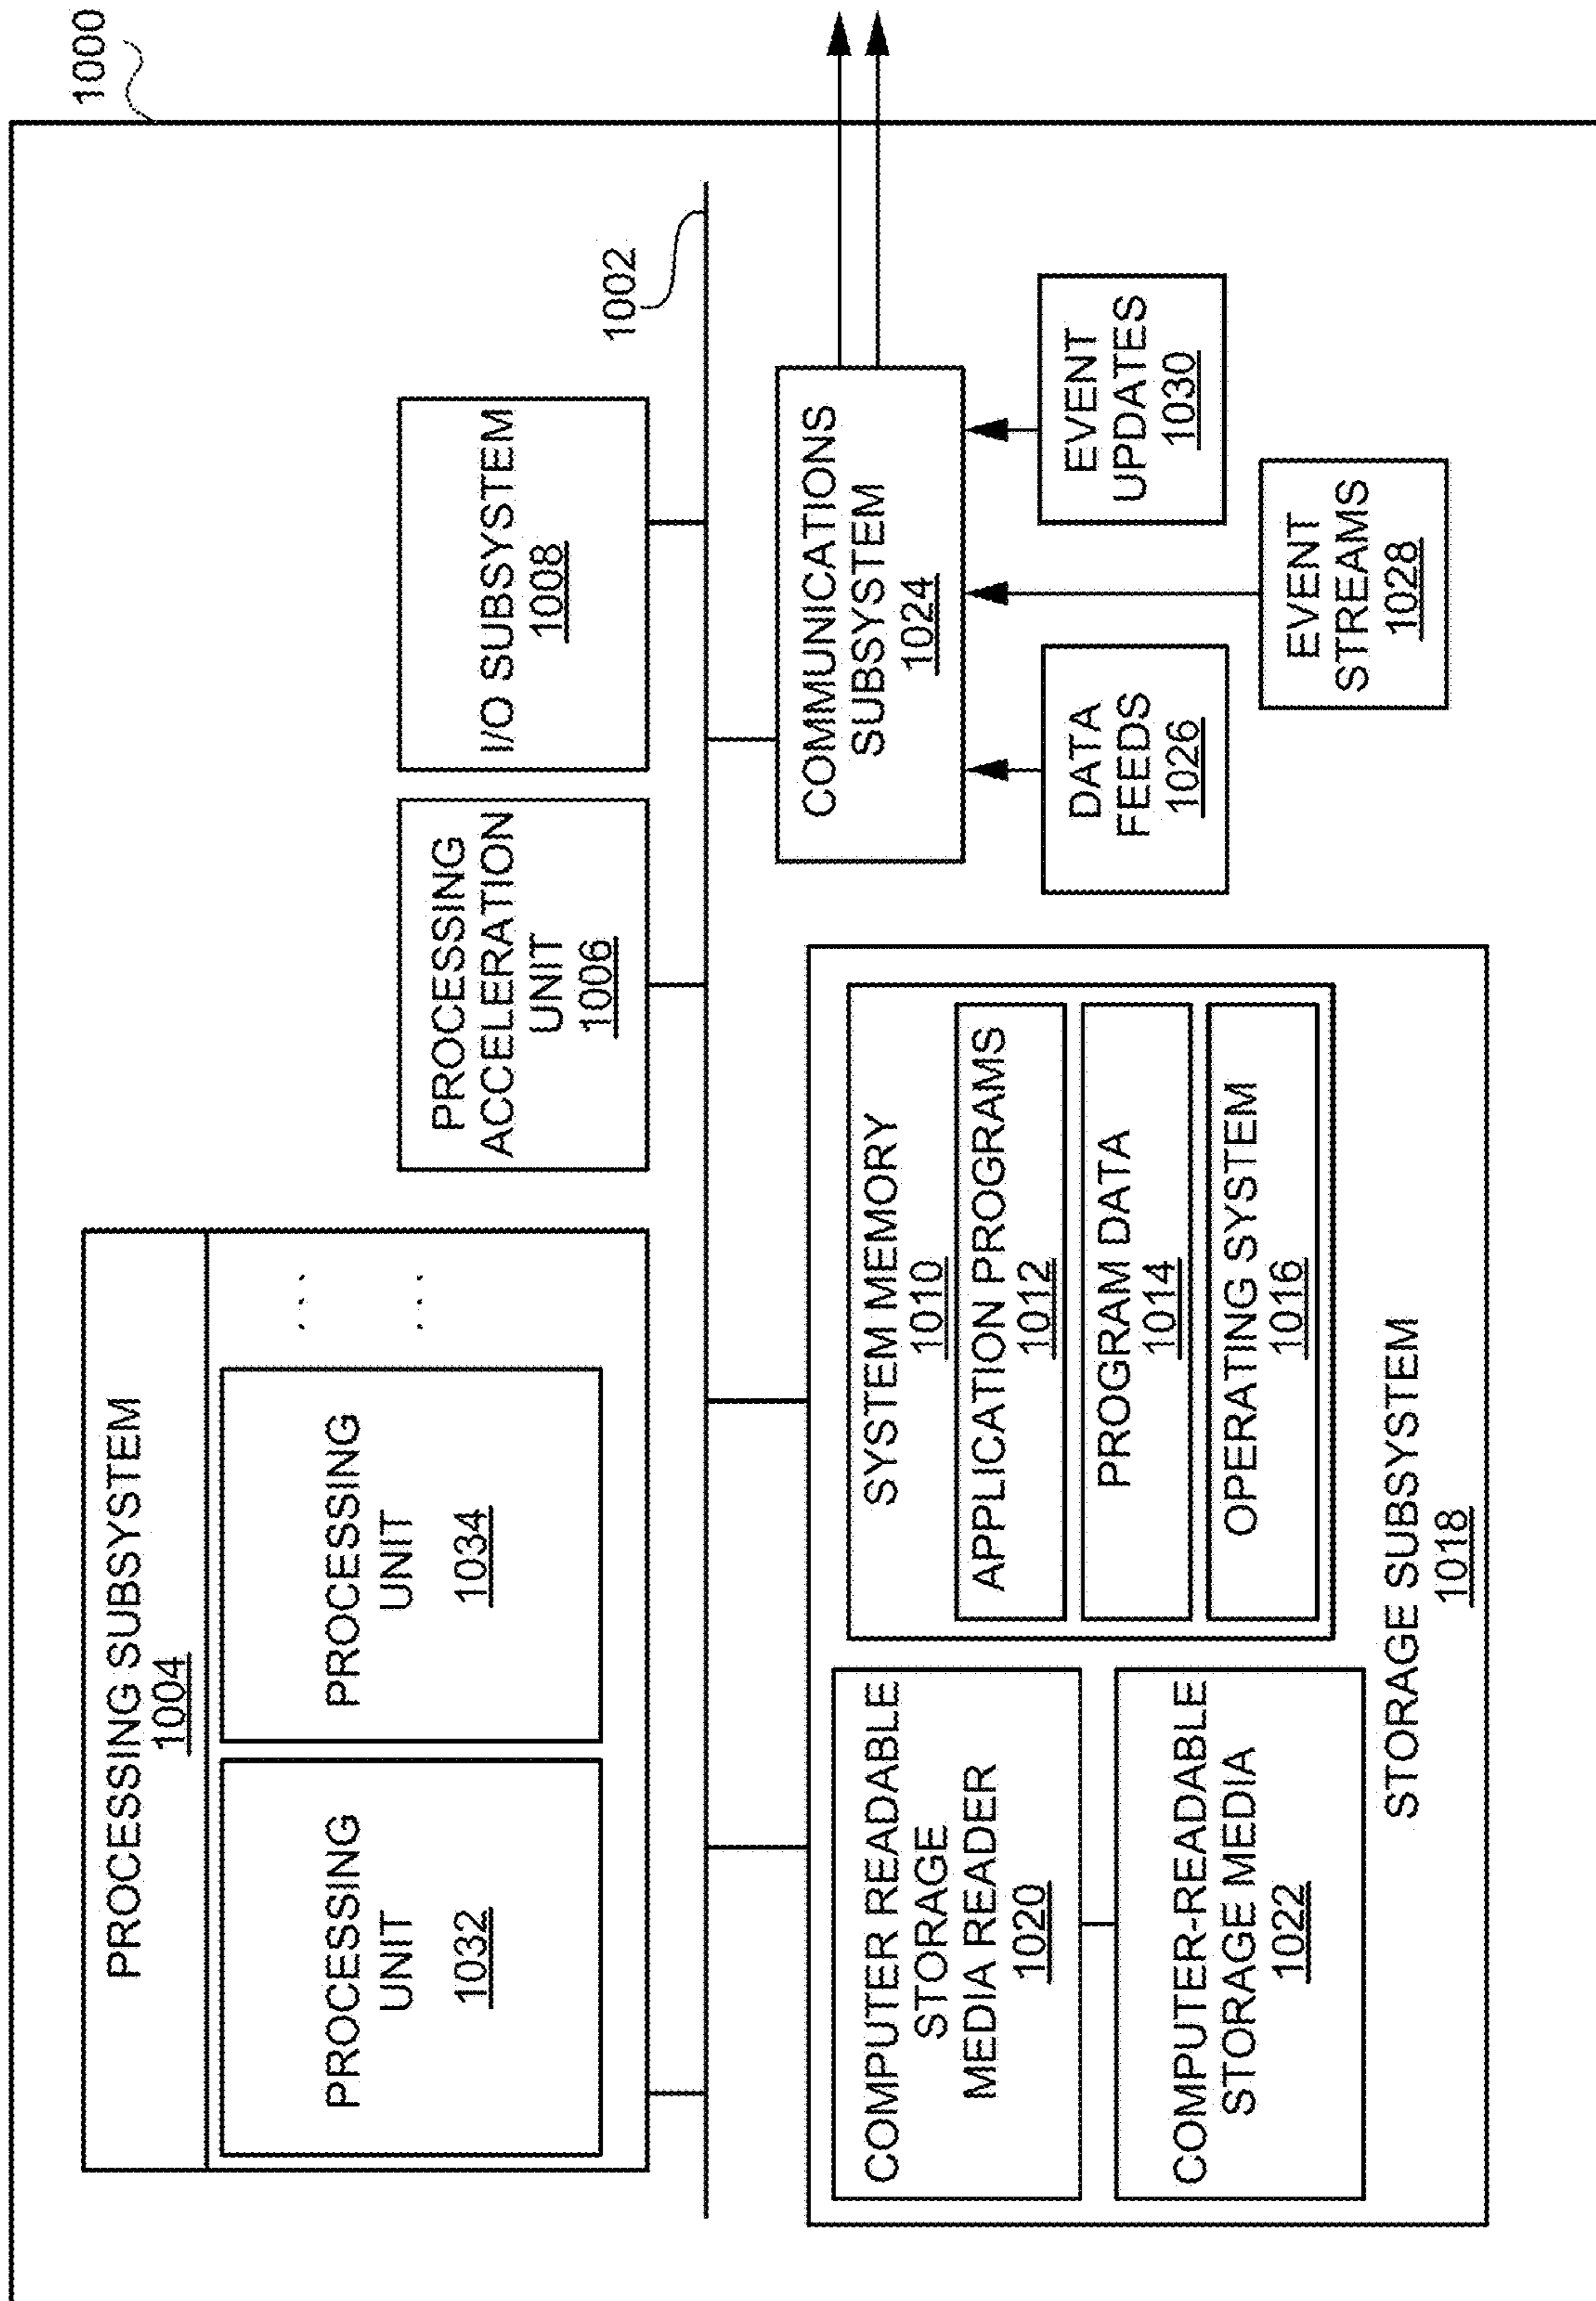 1000
PROCESSING SUBSYSTEM
1004
PROCESSING
UNIT
1032
PROCESSING
UNIT
1034
PROCESSING
ACCELERATION
UNIT
1006
I/O SUBSYSTEM
1008
1002
COMPUTER READABLE
STORAGE
MEDIA READER
1020
COMPUTER-READABLE
STORAGE MEDIA
1022
SYSTEM MEMORY
1010
APPLICATION PROGRAMS
1012
PROGRAM DATA
1014
OPERATING SYSTEM
1016
STORAGE SUBSYSTEM
1018
COMMUNICATIONS
SUBSYSTEM
1024
DATA
FEEDS
1026
EVENT
STREAMS
1028
EVENT
UPDATES
1030